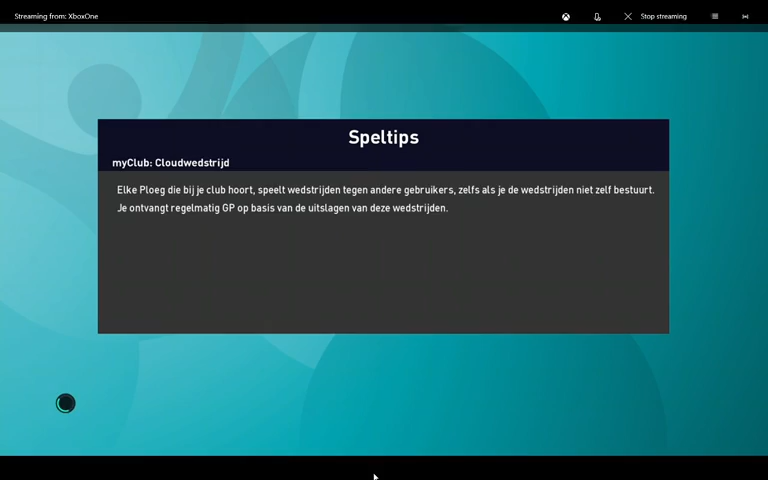 Streaming from: XboxOne
Stop streaming
Speltips
myClub: Cloudwedstrijd
Elke Ploeg die bij je club hoort, speelt wedstrijden tegen andere gebruikers, zelfs als je de wedstrijden niet zelf bestuurt.
Je ontvangt regelmatig GP op basis van de uitslagen van deze wedstrijden.